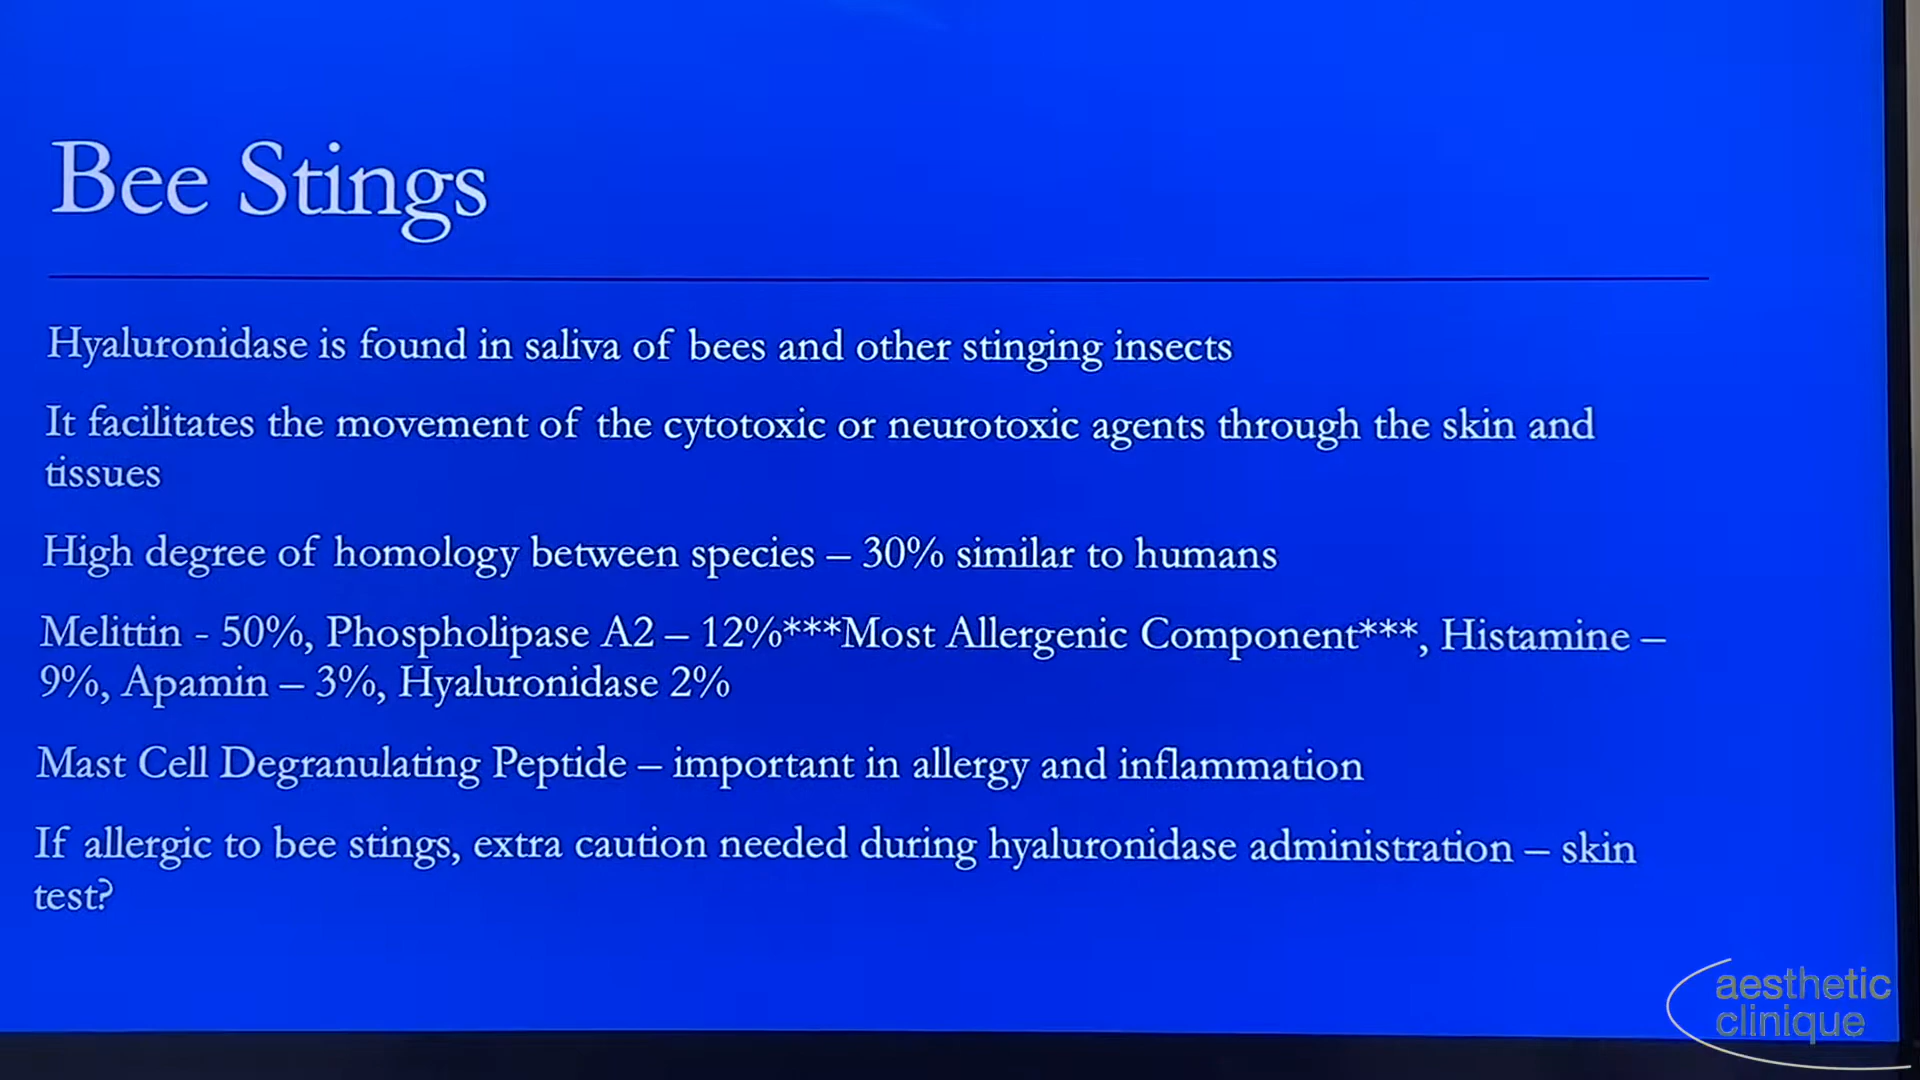 Bee Stings
Hyaluronidase is found in saliva of bees and other stinging insects
It facilitates the movement of the cytotoxic or neurotoxic agents through the skin and
tissues
High degree of homology between species – 30% similar to humans
Melittin - 50%, Phospholipase A2 – 12%***Most Allergenic Component***, Histamine –
9%, Apamin – 3%, Hyaluronidase 2%
Mast Cell Degranulating Peptide – important in allergy and inflammation
If allergic to bee stings, extra caution needed during hyaluronidase administration – skin
test?
aesthetic
clinique